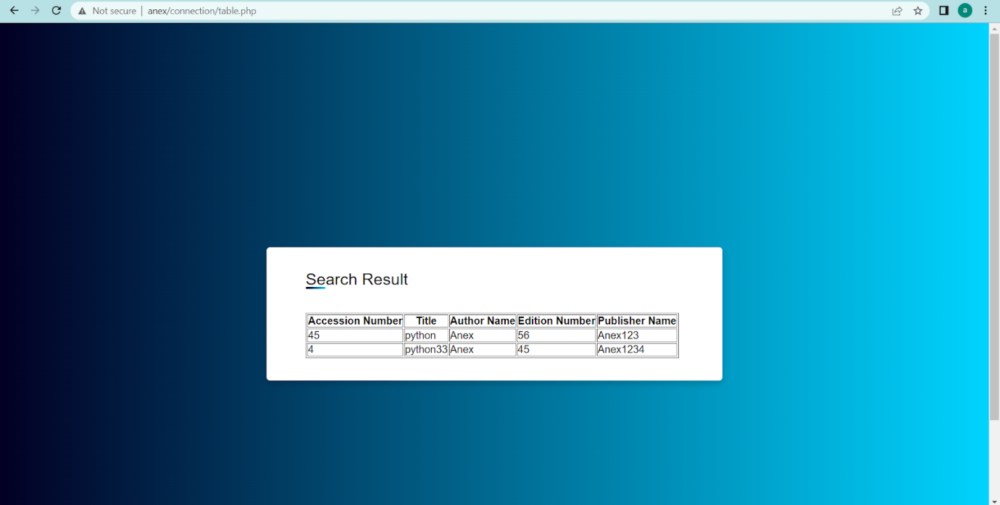 Not secure | anex/connection/table.php
a
Search Result
Accession Number Title Author Name Edition Number Publisher Name
45 python Anex 56 Anex123
4 python33 Anex 45 Anex1234